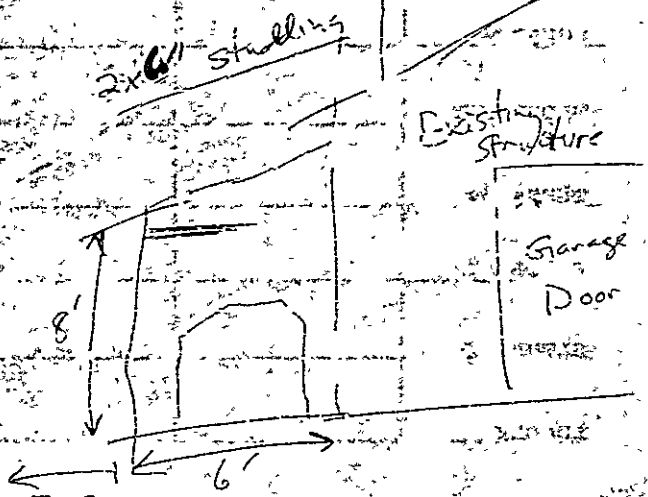 2x6" Studding
Existing
Structure
Garage
Door
8'
6'